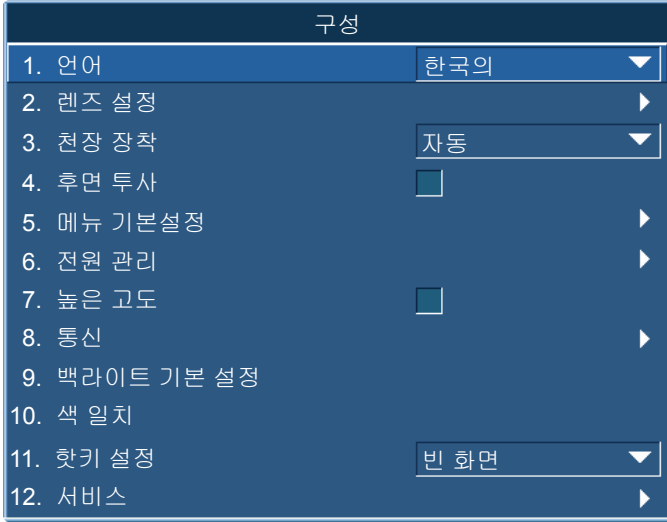 구성
1. 언어 한국의
2. 렌즈 설정
3. 천장 장착 자동
4. 후면 투사
5. 메뉴 기본설정
6. 전원 관리
7. 높은 고도
8. 통신
9. 백라이트 기본 설정
10. 색 일치
11. 핫키 설정 빈 화면
12. 서비스